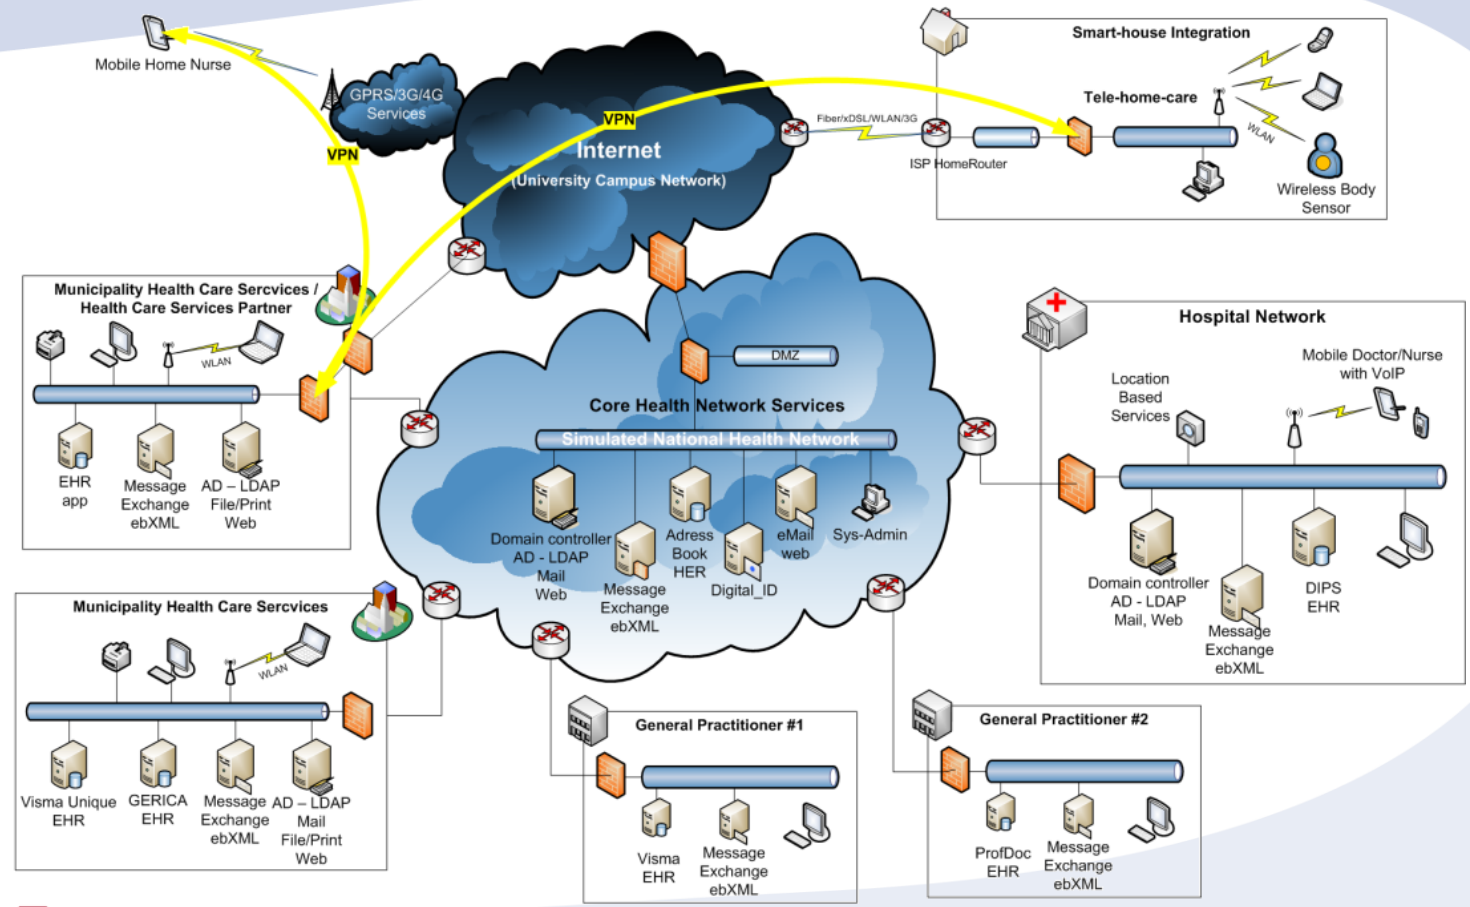 Mobile Home Nurse
GPRS/3G/4G
Services
VPN
VPN
Internet
(University Campus Network)
Fiber/xDSL/WLAN/3G
ISP HomeRouter
Smart-house Integration
Tele-home-care
WLAN
Wireless Body
Sensor
Municipality Health Care Sercvices /
Health Care Services Partner
WLAN
EHR
app
Message
Exchange
ebXML
AD – LDAP
File/Print
Web
DMZ
Core Health Network Services
Simulated National Health Network
Domain controller
AD - LDAP
Mail
Web
Message
Exchange
ebXML
Adress
Book
HER
Digital_ID
eMail
web
Sys-Admin
Hospital Network
Location
Based
Services
Mobile Doctor/Nurse
with VoIP
Domain controller
AD - LDAP
Mail, Web
Message
Exchange
ebXML
DIPS
EHR
Municipality Health Care Sercvices
WLAN
Visma Unique
EHR
GERICA
EHR
Message
Exchange
ebXML
AD – LDAP
Mail
File/Print
Web
General Practitioner #1
Visma
EHR
Message
Exchange
ebXML
General Practitioner #2
ProfDoc
EHR
Message
Exchange
ebXML